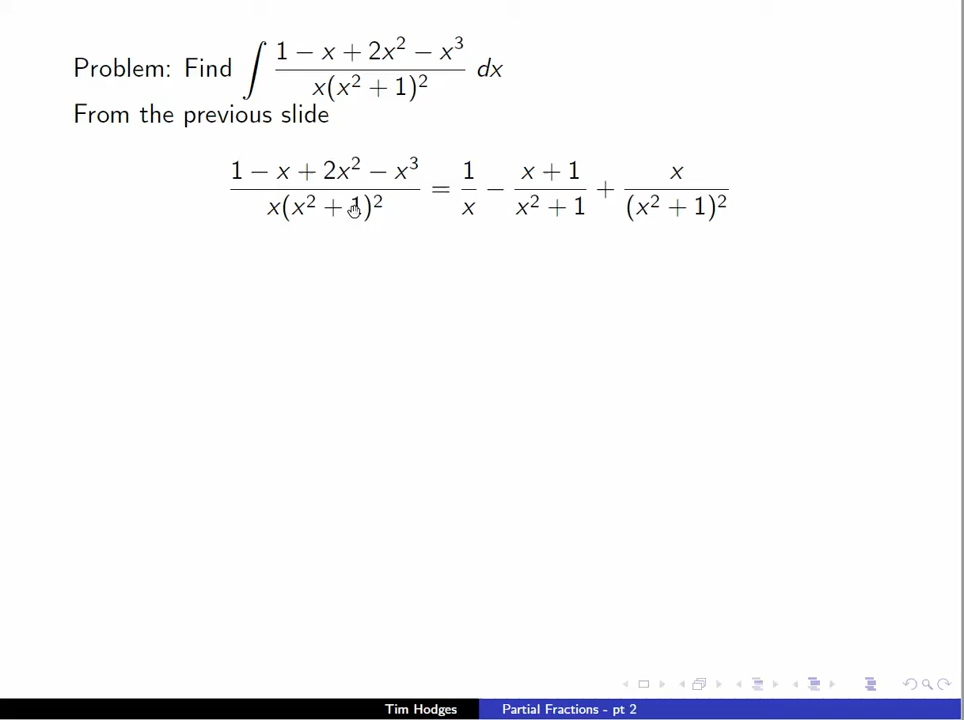 Problem: Find ∫ (1 − x + 2x² − x³)/(x(x² + 1)²) dx
From the previous slide
(1 − x + 2x² − x³)/(x(x² + 1)²) = 1/x − (x + 1)/(x² + 1) + x/(x² + 1)²
Tim Hodges Partial Fractions - pt 2